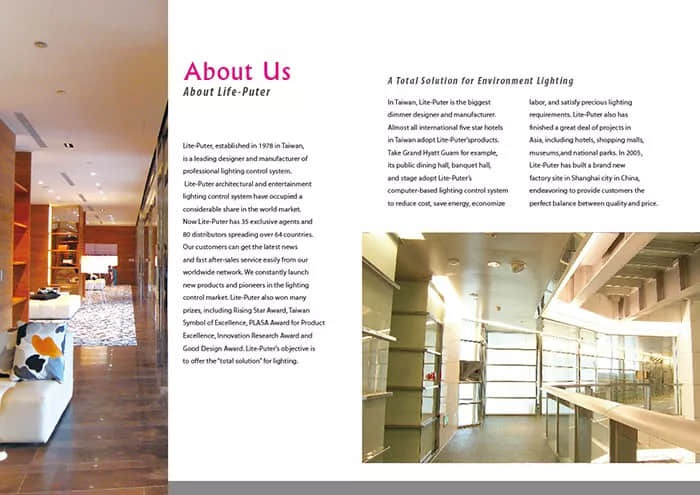 About Us
About Life-Puter
Lite-Puter, established in 1978 in Taiwan,
is a leading designer and manufacturer of
professional lighting control system.
Lite-Puter architectural and entertainment
lighting control system have occupied a
considerable share in the world market.
Now Lite-Puter has 35 exclusive agents and
80 distributors spreading over 64 countries.
Our customers can get the latest news
and fast after-sales service easily from our
worldwide network. We constantly launch
new products and pioneers in the lighting
control market. Lite-Puter also won many
prizes, including Rising Star Award, Taiwan
Symbol of Excellence, PLASA Award for Product
Excellence, Innovation Research Award and
Good Design Award. Lite-Puter's objective is
to offer the "total solution" for lighting.
A Total Solution for Environment Lighting
In Taiwan, Lite-Puter is the biggest
dimmer designer and manufacturer.
Almost all international five star hotels
in Taiwan adopt Lite-Puter'sproducts.
Take Grand Hyatt Guam for example,
its public dining hall, banquet hall,
and stage adopt Lite-Puter's
computer-based lighting control system
to reduce cost, save energy, economize
labor, and satisfy precious lighting
requirements. Lite-Puter also has
finished a great deal of projects in
Asia, including hotels, shopping malls,
museums,and national parks. In 2005,
Lite-Puter has built a brand new
factory site in Shanghai city in China,
endeavoring to provide customers the
perfect balance between quality and price.